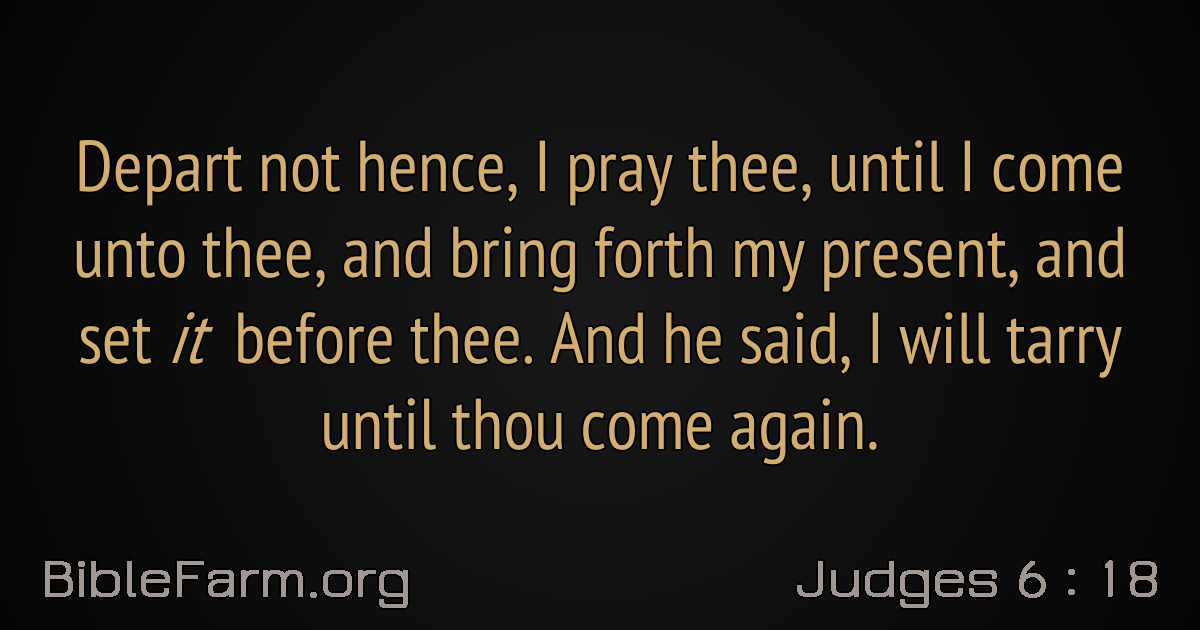 Depart not hence, I pray thee, until I come
unto thee, and bring forth my present, and
set it before thee. And he said, I will tarry
until thou come again.
BibleFarm.org
Judges 6 : 18